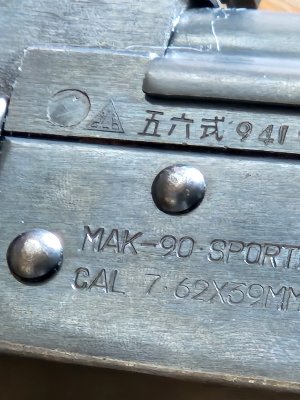 五六式 941
MAK-90-SPORT
CAL 7.62X39MM